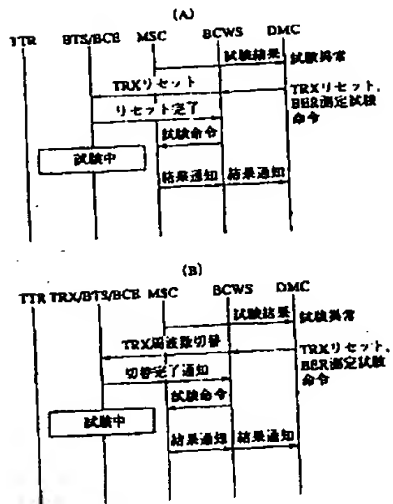 (A)
TTR BTS/BCE MSC BCWS DMC
試験結果 試験異常
TRXリセット
TRXリセット、
BER測定試験
命令
リセット完了
試験命令
試験中
結果通知 結果通知
(B)
TTR TRX/BTS/BCE MSC BCWS DMC
試験結果 試験異常
TRX周波数切替
TRXリセット、
BER測定試験
命令
切替完了通知
試験命令
試験中
結果通知 結果通知